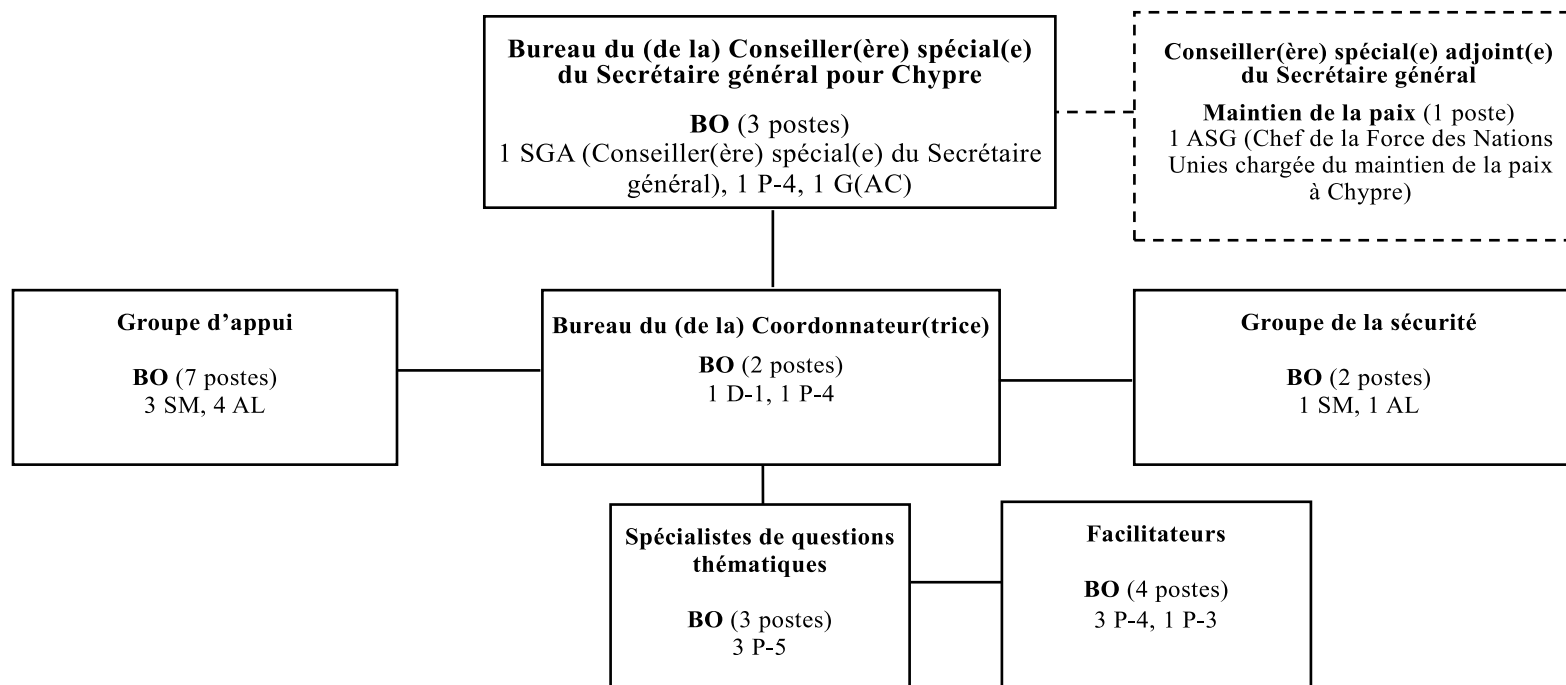 Bureau du (de la) Conseiller(ère) spécial(e)
du Secrétaire général pour Chypre
BO (3 postes)
1 SGA (Conseiller(ère) spécial(e) du Secrétaire
général), 1 P-4, 1 G(AC)
Conseiller(ère) spécial(e) adjoint(e)
du Secrétaire général
Maintien de la paix (1 poste)
1 ASG (Chef de la Force des Nations
Unies chargée du maintien de la paix
à Chypre)
Groupe d’appui
BO (7 postes)
3 SM, 4 AL
Bureau du (de la) Coordonnateur(trice)
BO (2 postes)
1 D-1, 1 P-4
Groupe de la sécurité
BO (2 postes)
1 SM, 1 AL
Spécialistes de questions
thématiques
BO (3 postes)
3 P-5
Facilitateurs
BO (4 postes)
3 P-4, 1 P-3